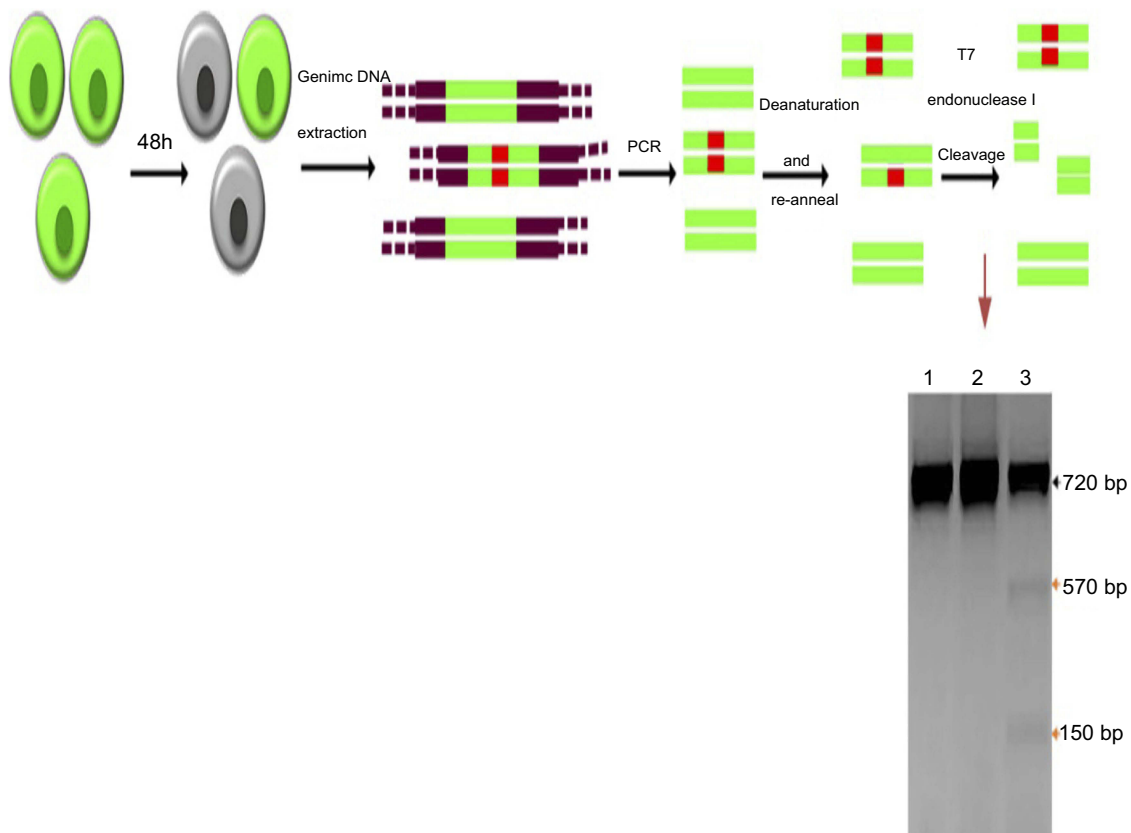 48h
Genimc DNA
extraction
PCR
Deanaturation
and
re-anneal
T7
endonuclease I
Cleavage
1 2 3
720 bp
570 bp
150 bp